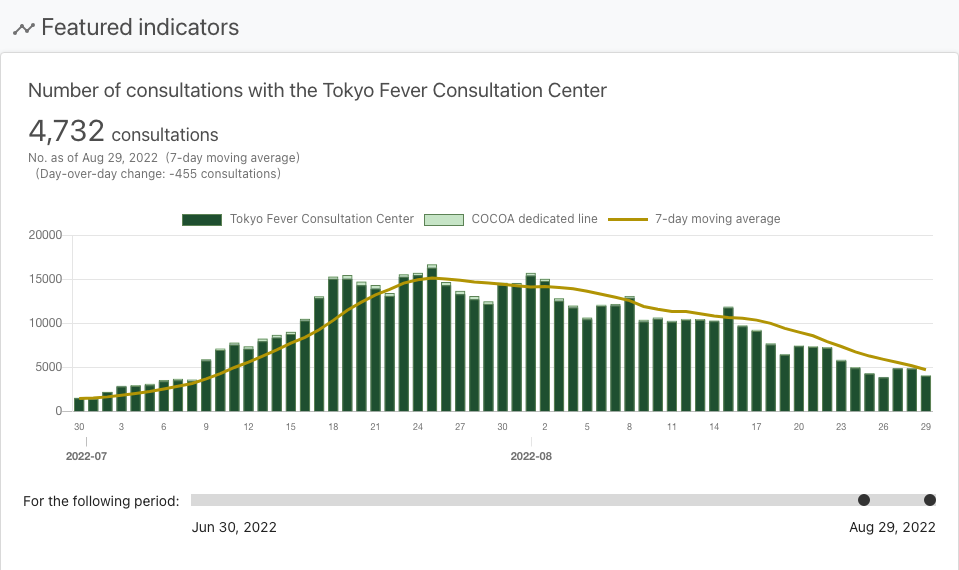 Featured indicators
Number of consultations with the Tokyo Fever Consultation Center
4,732 consultations
No. as of Aug 29, 2022 (7-day moving average)
(Day-over-day change: -455 consultations)
Tokyo Fever Consultation Center COCOA dedicated line 7-day moving average
20000
15000
10000
5000
0
30 3 6 9 12 15 18 21 24 27 30 2 5 8 11 14 17 20 23 26 29
2022-07 2022-08
For the following period:
Jun 30, 2022 Aug 29, 2022